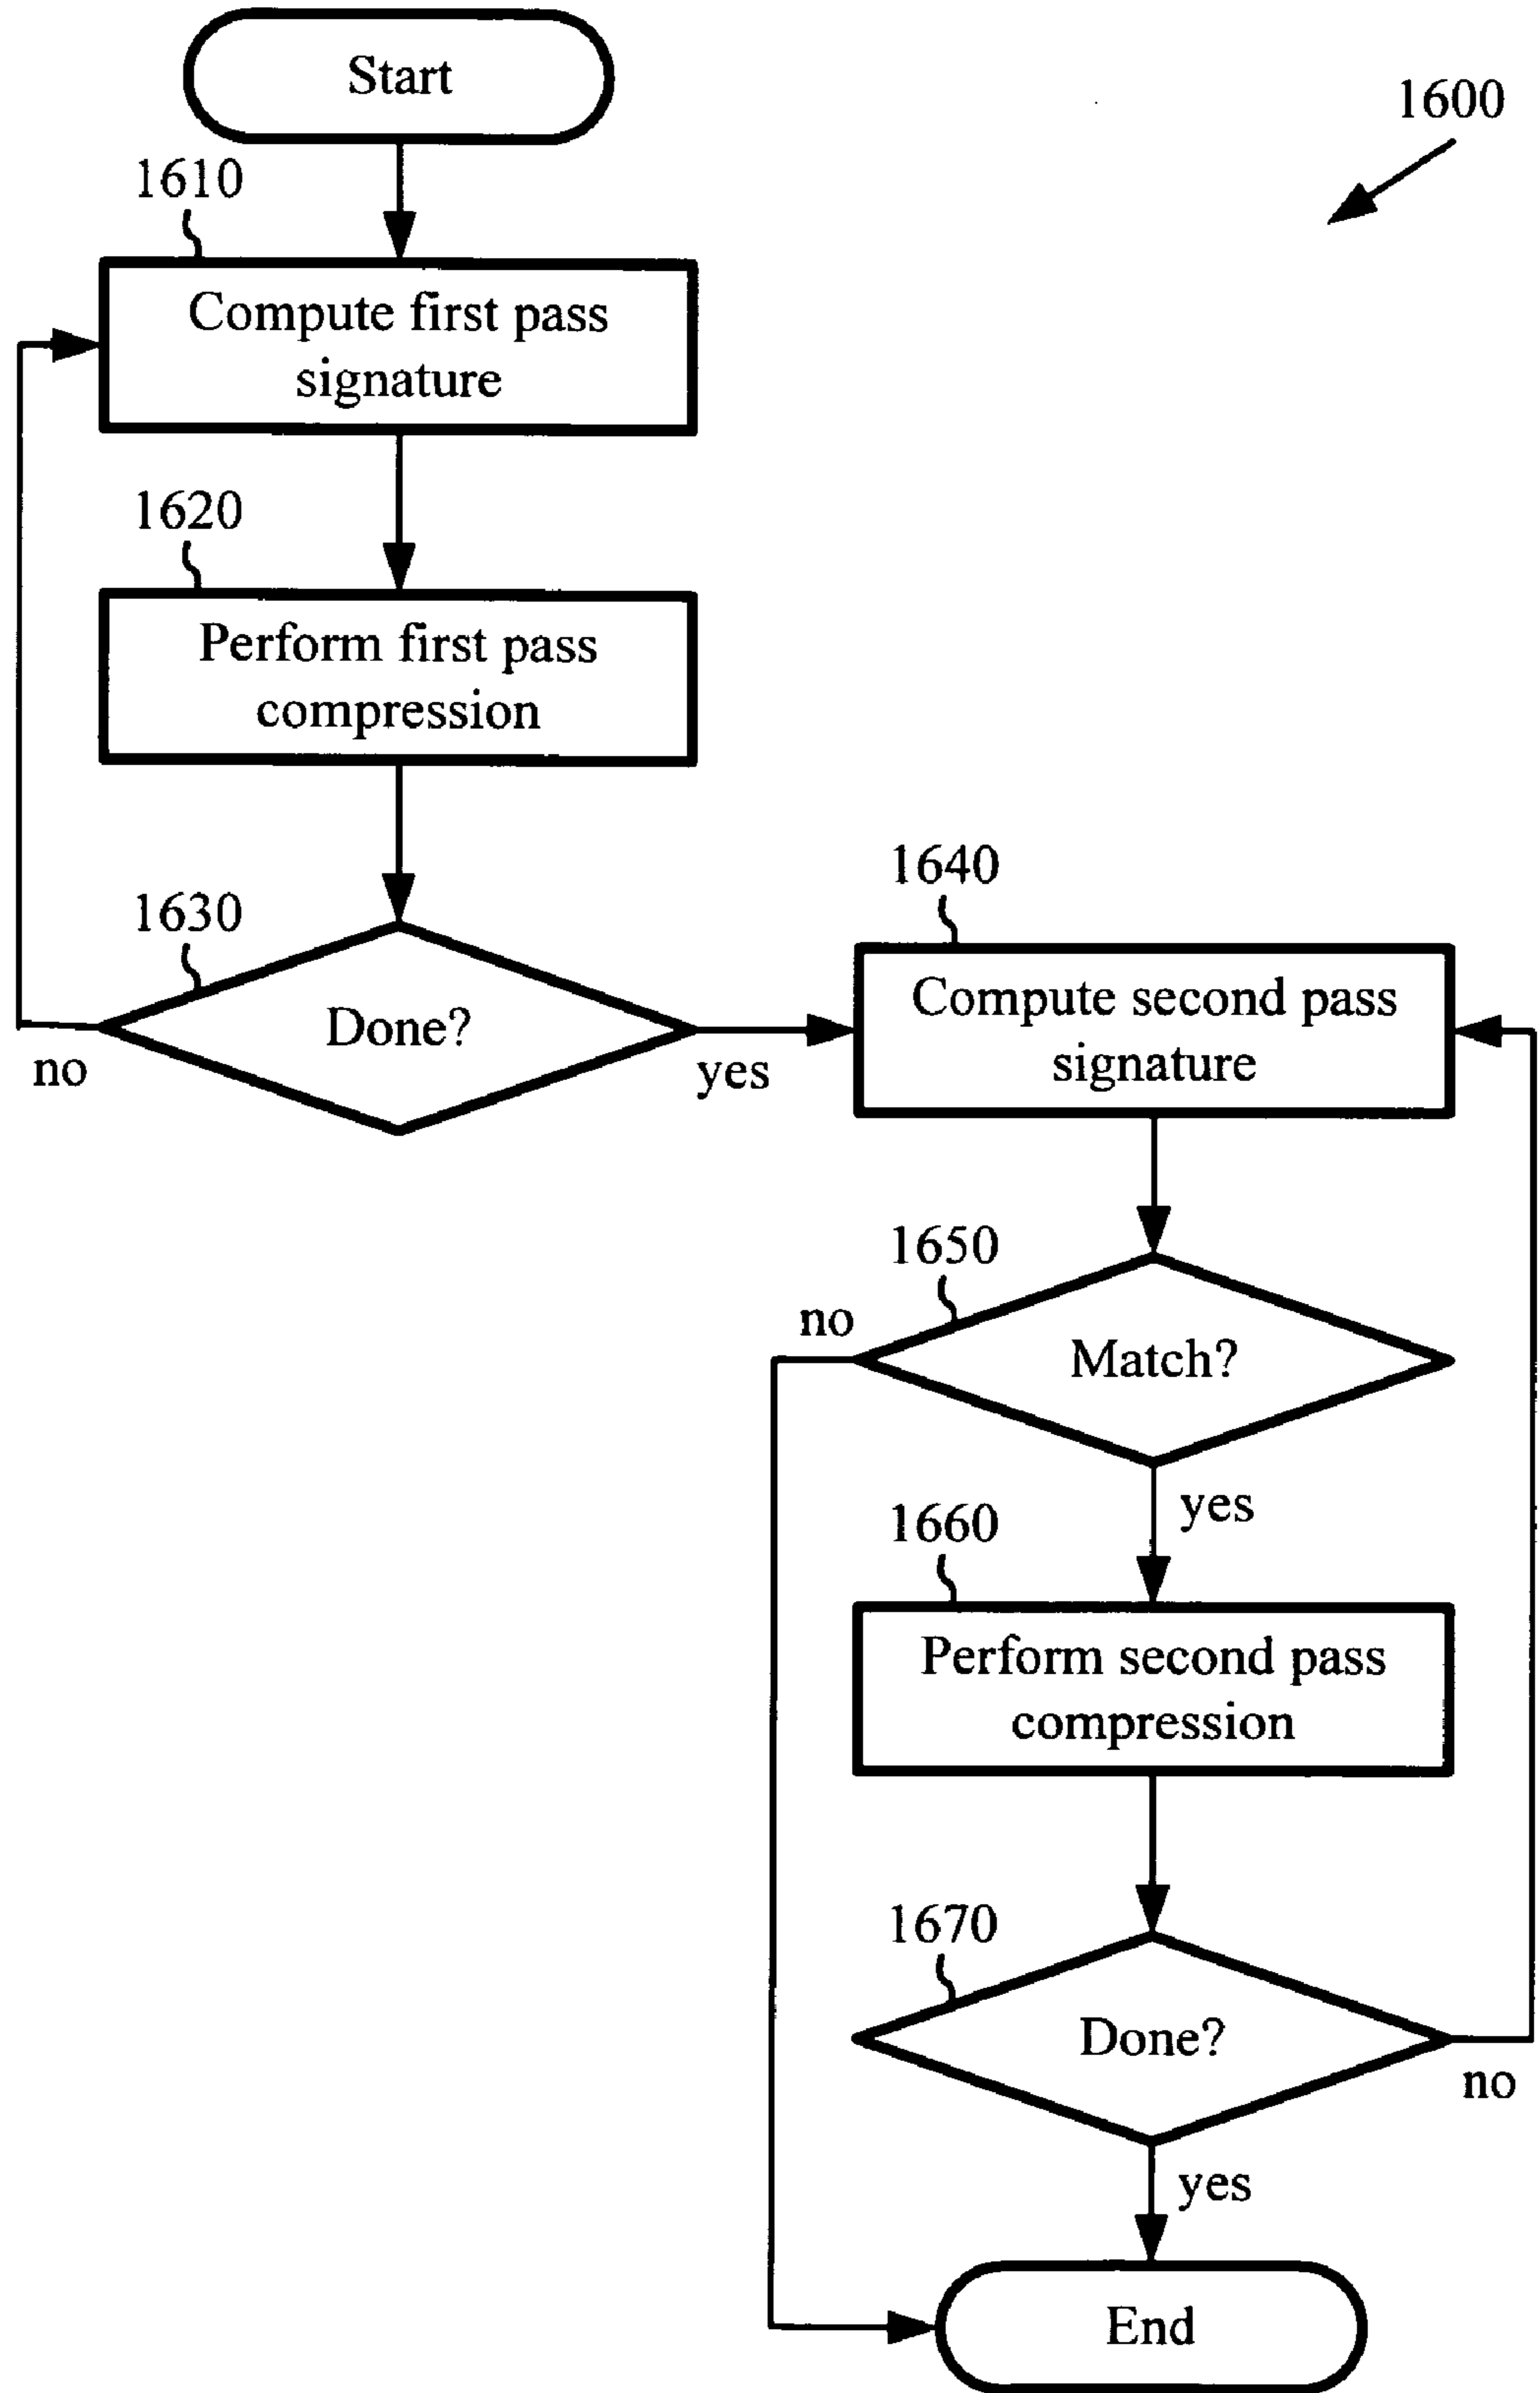 Start
1600
1610
Compute first pass
signature
1620
Perform first pass
compression
1630
Done?
no
yes
1640
Compute second pass
signature
1650
no
Match?
yes
1660
Perform second pass
compression
1670
Done?
no
yes
End